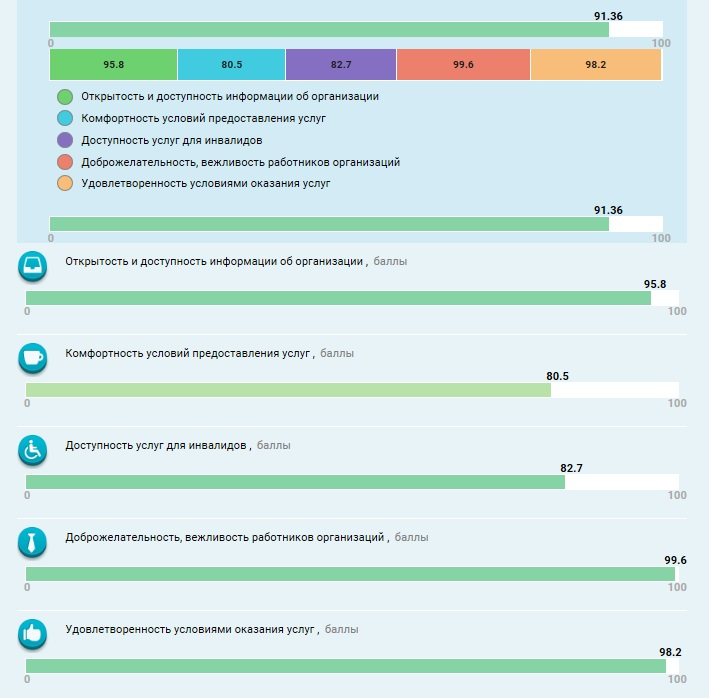 91.36
0 100
95.8 80.5 82.7 99.6 98.2
Открытость и доступность информации об организации
Комфортность условий предоставления услуг
Доступность услуг для инвалидов
Доброжелательность, вежливость работников организаций
Удовлетворенность условиями оказания услуг
91.36
0 100
Открытость и доступность информации об организации , баллы
95.8
0 100
Комфортность условий предоставления услуг , баллы
80.5
0 100
Доступность услуг для инвалидов , баллы
82.7
0 100
Доброжелательность, вежливость работников организаций , баллы
99.6
0 100
Удовлетворенность условиями оказания услуг , баллы
98.2
0 100